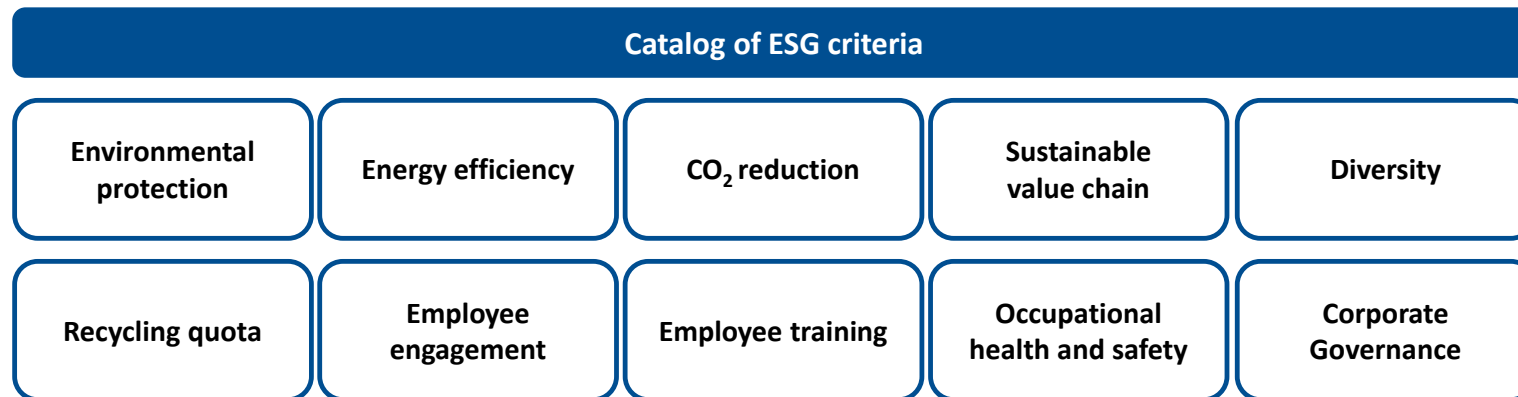 Catalog of ESG criteria
Environmental
protection
Energy efficiency
CO₂ reduction
Sustainable
value chain
Diversity
Recycling quota
Employee
engagement
Employee training
Occupational
health and safety
Corporate
Governance